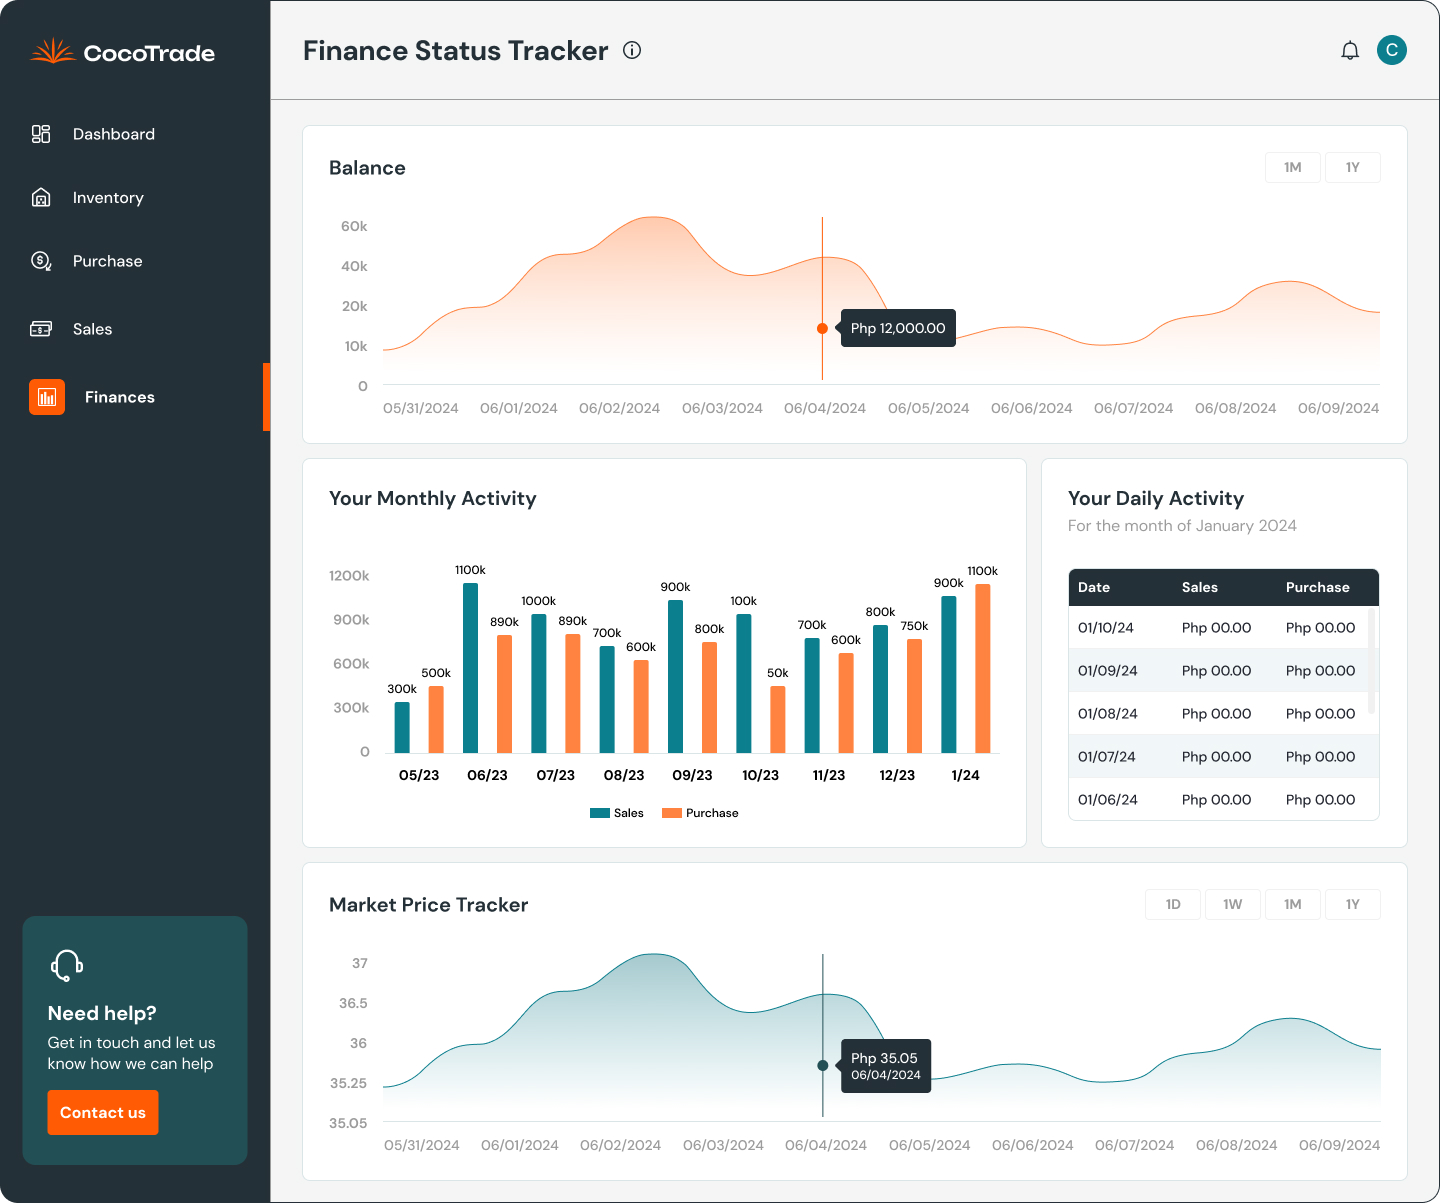 CocoTrade
Dashboard
Inventory
Purchase
Sales
Finances
Need help?
Get in touch and let us
know how we can help
Contact us
Finance Status Tracker
C
Balance
1M 1Y
60k
40k
20k
10k
0
05/31/2024 06/01/2024 06/02/2024 06/03/2024 06/04/2024 06/05/2024 06/06/2024 06/07/2024 06/08/2024 06/09/2024
Php 12,000.00
Your Monthly Activity
1200k
900k
600k
300k
0
300k 500k 1100k 890k 1000k 890k 700k 600k 900k 800k 100k 50k 700k 600k 800k 750k 900k 1100k
05/23 06/23 07/23 08/23 09/23 10/23 11/23 12/23 1/24
Sales Purchase
Your Daily Activity
For the month of January 2024
Date Sales Purchase
01/10/24 Php 00.00 Php 00.00
01/09/24 Php 00.00 Php 00.00
01/08/24 Php 00.00 Php 00.00
01/07/24 Php 00.00 Php 00.00
01/06/24 Php 00.00 Php 00.00
Market Price Tracker
1D 1W 1M 1Y
37
36.5
36
35.25
35.05
Php 35.05
06/04/2024
05/31/2024 06/01/2024 06/02/2024 06/03/2024 06/04/2024 06/05/2024 06/06/2024 06/07/2024 06/08/2024 06/09/2024